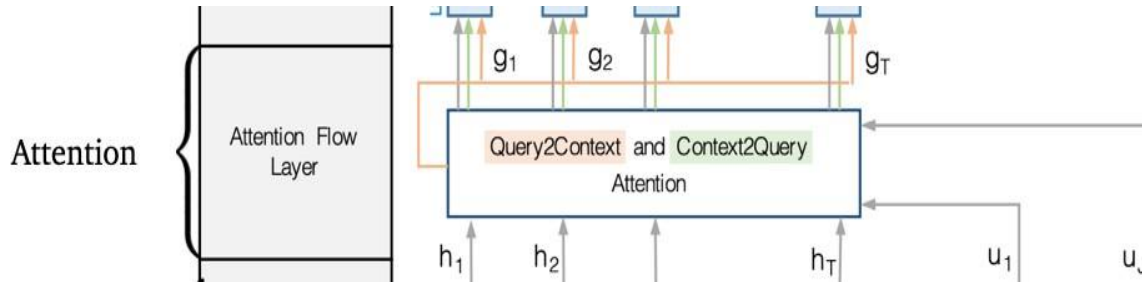 Attention
Attention Flow
Layer
g1 g2 gT
Query2Context and Context2Query
Attention
h1 h2 hT u1